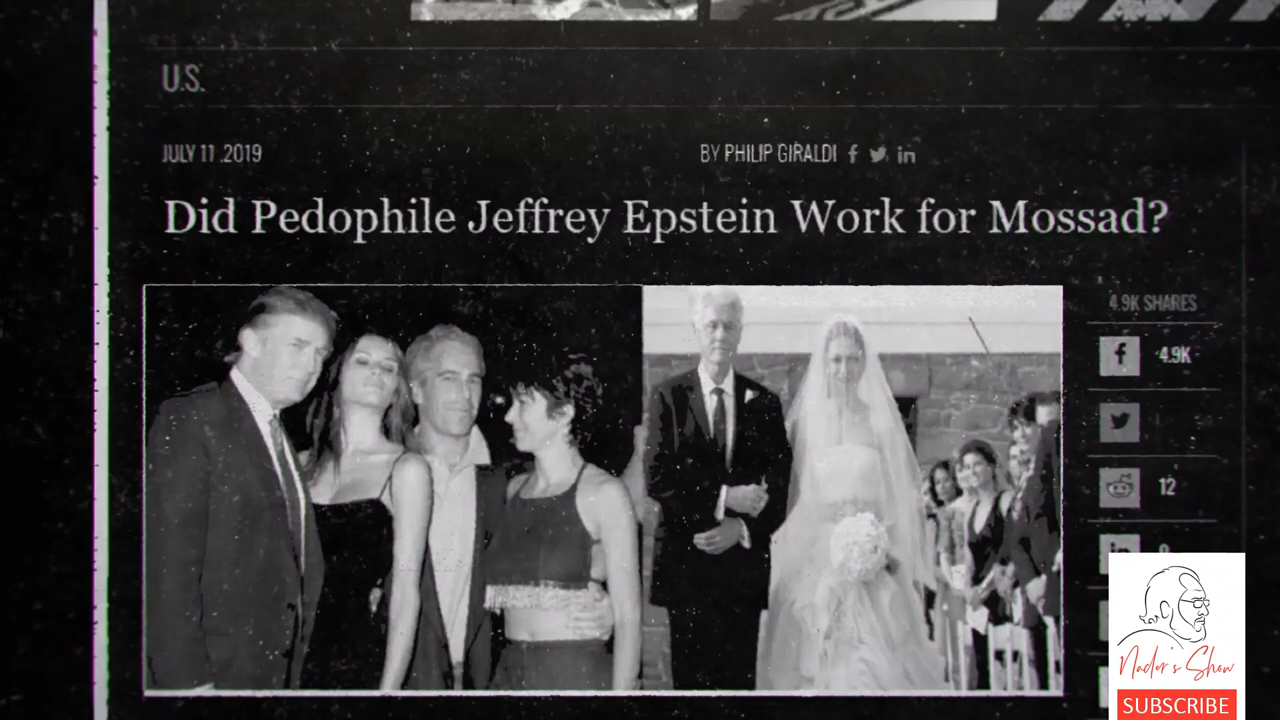 U.S.
JULY 11 .2019
BY PHILIP GIRALDI
Did Pedophile Jeffrey Epstein Work for Mossad?
4.9K SHARES
4.9K
12
Nader's Show
SUBSCRIBE